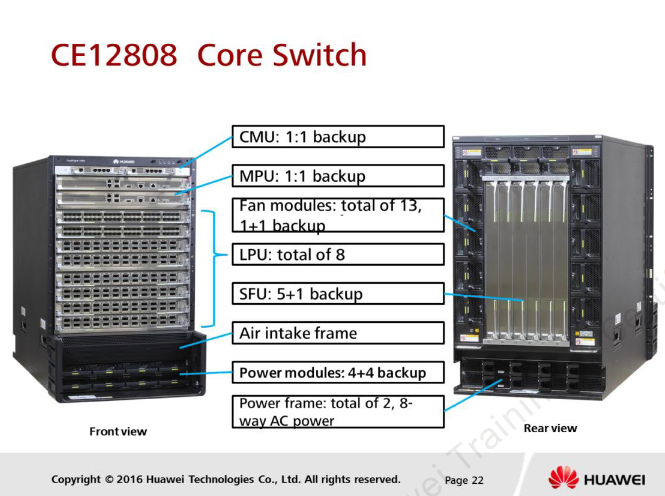 CE12808 Core Switch
CMU: 1:1 backup
MPU: 1:1 backup
Fan modules: total of 13,
1+1 backup
LPU: total of 8
SFU: 5+1 backup
Air intake frame
Power modules: 4+4 backup
Power frame: total of 2, 8-
way AC power
Front view
Rear view
HUAWEI
Copyright © 2016 Huawei Technologies Co., Ltd. All rights reserved.
Page 22
HUAWEI
Training